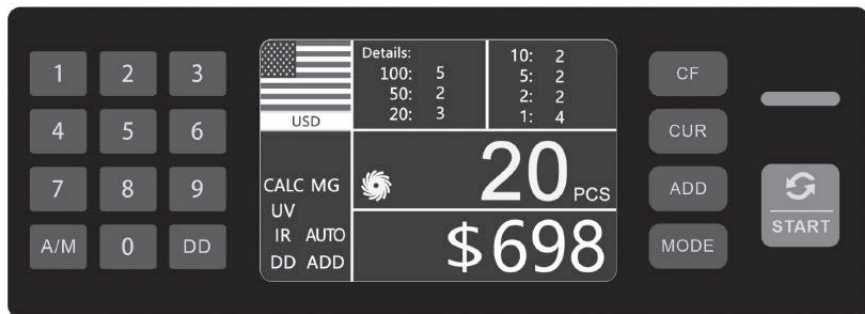 1 2 3
4 5 6
7 8 9
A/M 0 DD
USD
Details:
100: 5
50: 2
20: 3
10: 2
5: 2
2: 2
1: 4
CALC MG
UV
IR AUTO
DD ADD
20 PCS
$698
CF
CUR
ADD
MODE
START